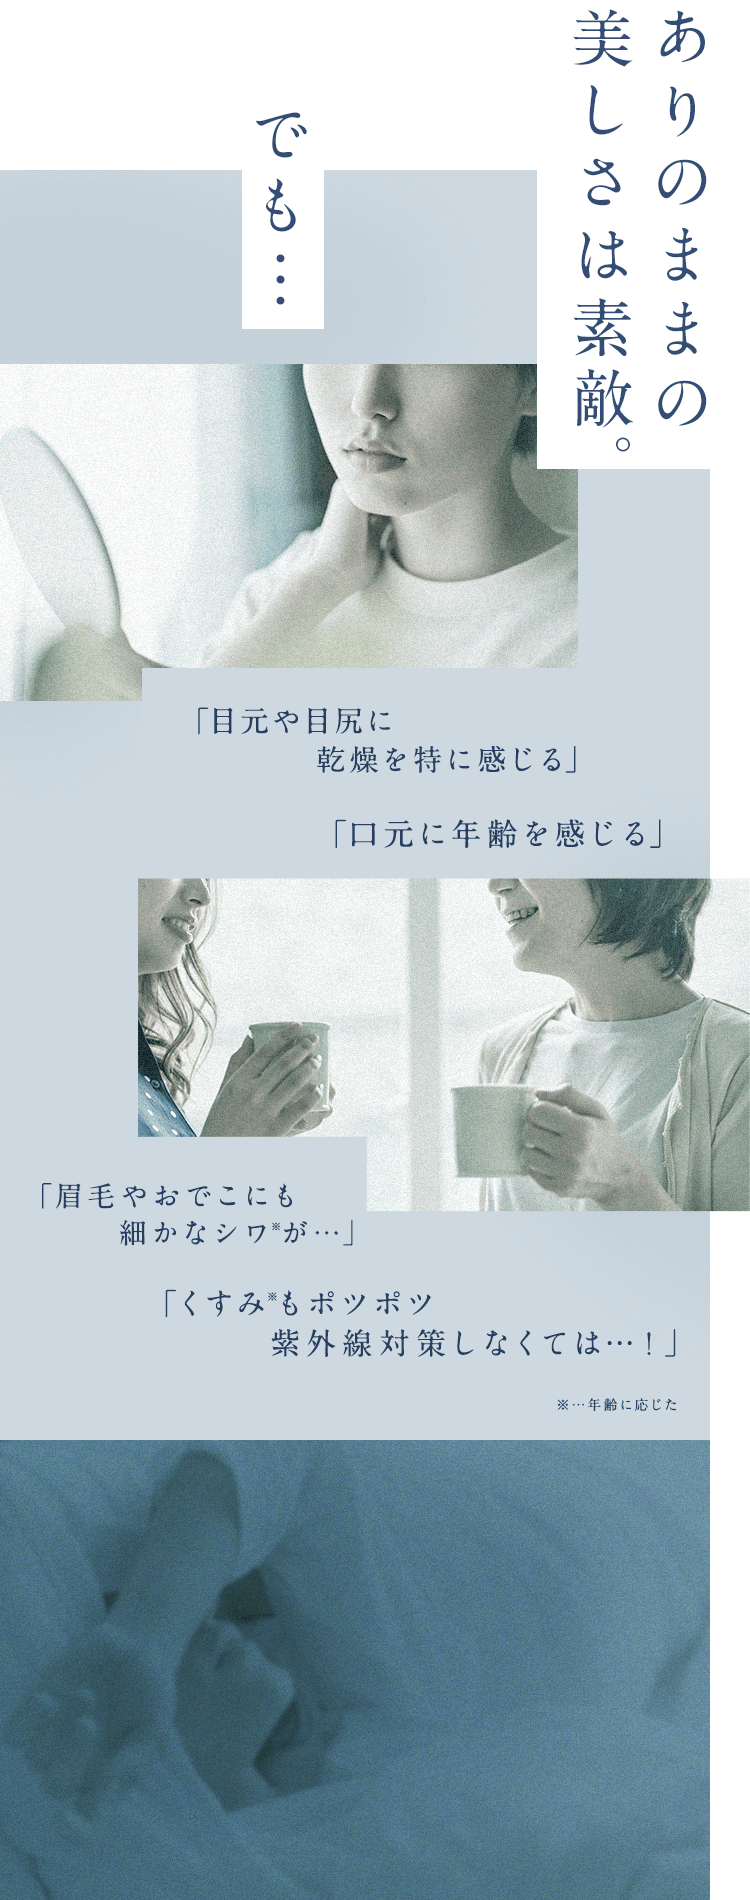 ありのままの
美しさは素敵。
でも…
「目元や目尻に
乾燥を特に感じる」
「口元に年齢を感じる」
「眉毛やおでこにも
細かなシワ※が…」
「くすみ※もポツポツ
紫外線対策しなくては…！」
※…年齢に応じた